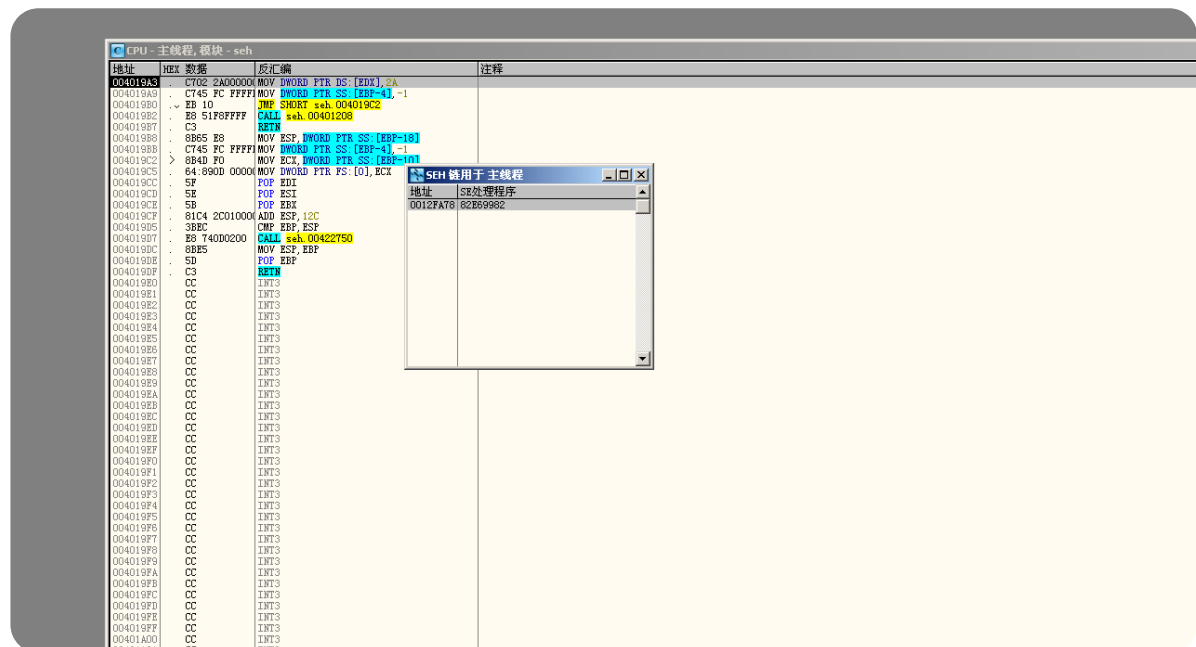 CPU - 主线程, 模块 - seh
地址 HEX 数据 反汇编 注释
004019A3 . C702 2A000000 MOV DWORD PTR DS:[EDX],2A
004019A9 . C745 FC FFFFF MOV DWORD PTR SS:[EBP-4],-1
004019B0 .⌄ EB 10 JMP SHORT seh.004019C2
004019B2 . E8 51F8FFFF CALL seh.00401208
004019B7 . C3 RETN
004019B8 . 8B65 E8 MOV ESP,DWORD PTR SS:[EBP-18]
004019BB . C745 FC FFFFF MOV DWORD PTR SS:[EBP-4],-1
004019C2 > 8B4D F0 MOV ECX,DWORD PTR SS:[EBP-10]
004019C5 . 64:890D 00000 MOV DWORD PTR FS:[0],ECX
004019CC . 5F POP EDI
004019CD . 5E POP ESI
004019CE . 5B POP EBX
004019CF . 81C4 2C010000 ADD ESP,12C
004019D5 . 3BEC CMP EBP,ESP
004019D7 . E8 740D0200 CALL seh.00422750
004019DC . 8BE5 MOV ESP,EBP
004019DE . 5D POP EBP
004019DF . C3 RETN
004019E0 CC INT3
004019E1 CC INT3
004019E2 CC INT3
004019E3 CC INT3
004019E4 CC INT3
004019E5 CC INT3
004019E6 CC INT3
004019E7 CC INT3
004019E8 CC INT3
004019E9 CC INT3
004019EA CC INT3
004019EB CC INT3
004019EC CC INT3
004019ED CC INT3
004019EE CC INT3
004019EF CC INT3
004019F0 CC INT3
004019F1 CC INT3
004019F2 CC INT3
004019F3 CC INT3
004019F4 CC INT3
004019F5 CC INT3
004019F6 CC INT3
004019F7 CC INT3
004019F8 CC INT3
004019F9 CC INT3
004019FA CC INT3
004019FB CC INT3
004019FC CC INT3
004019FD CC INT3
004019FE CC INT3
004019FF CC INT3
00401A00 CC INT3
SEH 链用于 主线程
地址 SE处理程序
0012FA78 82E69982